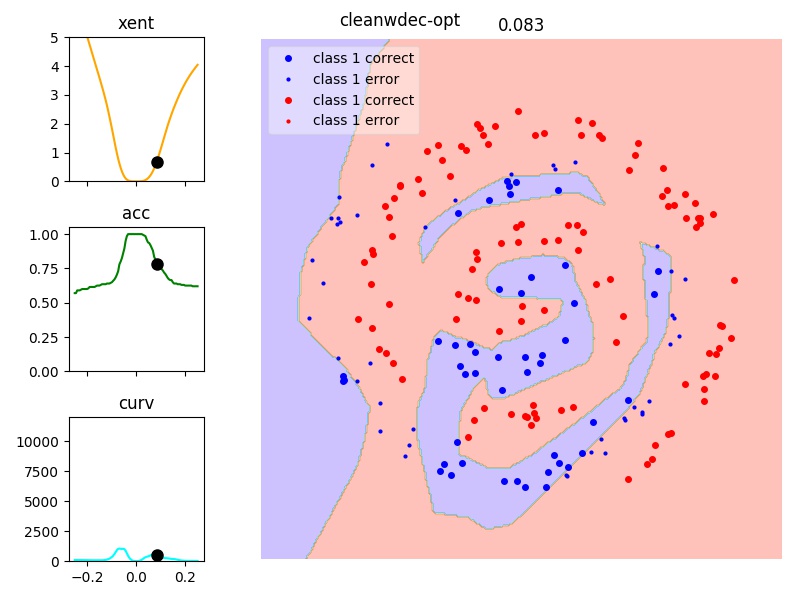 cleanwdec-opt 0.083
xent
5
4
3
2
1
0
acc
1.00
0.75
0.50
0.25
0.00
curv
10000
7500
5000
2500
0
−0.2 0.0 0.2
class 1 correct
class 1 error
class 1 correct
class 1 error